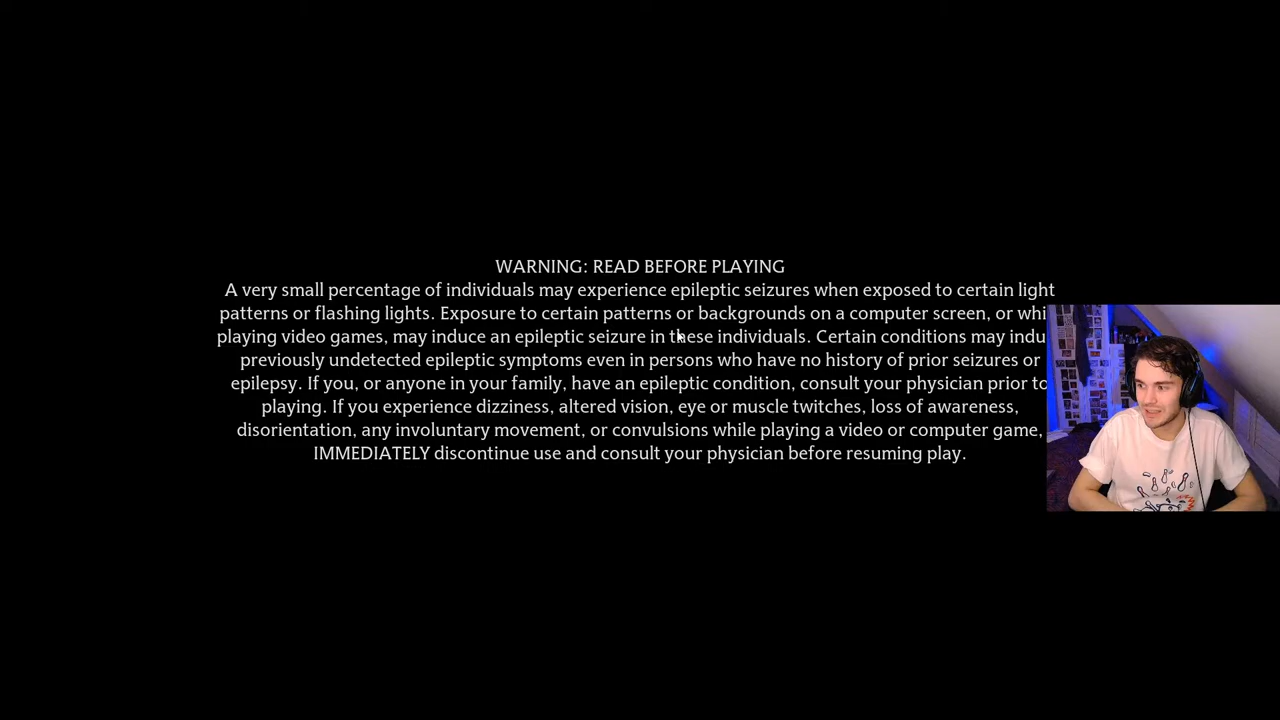 WARNING: READ BEFORE PLAYING
A very small percentage of individuals may experience epileptic seizures when exposed to certain light
patterns or flashing lights. Exposure to certain patterns or backgrounds on a computer screen, or whi
playing video games, may induce an epileptic seizure in these individuals. Certain conditions may indu
previously undetected epileptic symptoms even in persons who have no history of prior seizures or
epilepsy. If you, or anyone in your family, have an epileptic condition, consult your physician prior to
playing. If you experience dizziness, altered vision, eye or muscle twitches, loss of awareness,
disorientation, any involuntary movement, or convulsions while playing a video or computer game,
IMMEDIATELY discontinue use and consult your physician before resuming play.